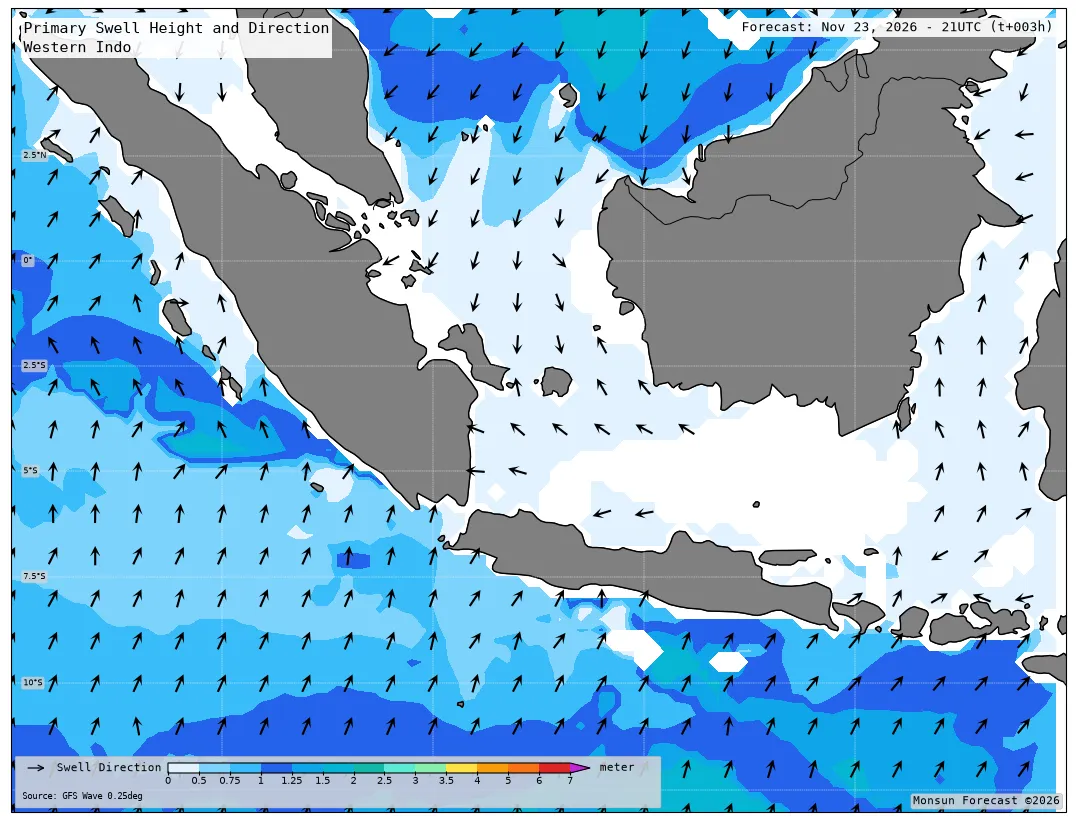 Primary Swell Height and Direction
Western Indo
Forecast: Nov 23, 2026 - 21UTC (t+003h)
2.5°N
0°
2.5°S
5°S
7.5°S
10°S
Swell Direction
0 0.5 0.75 1 1.25 1.5 2 2.5 3 3.5 4 5 6 7
meter
Source: GFS Wave 0.25deg
Monsun Forecast ©2026